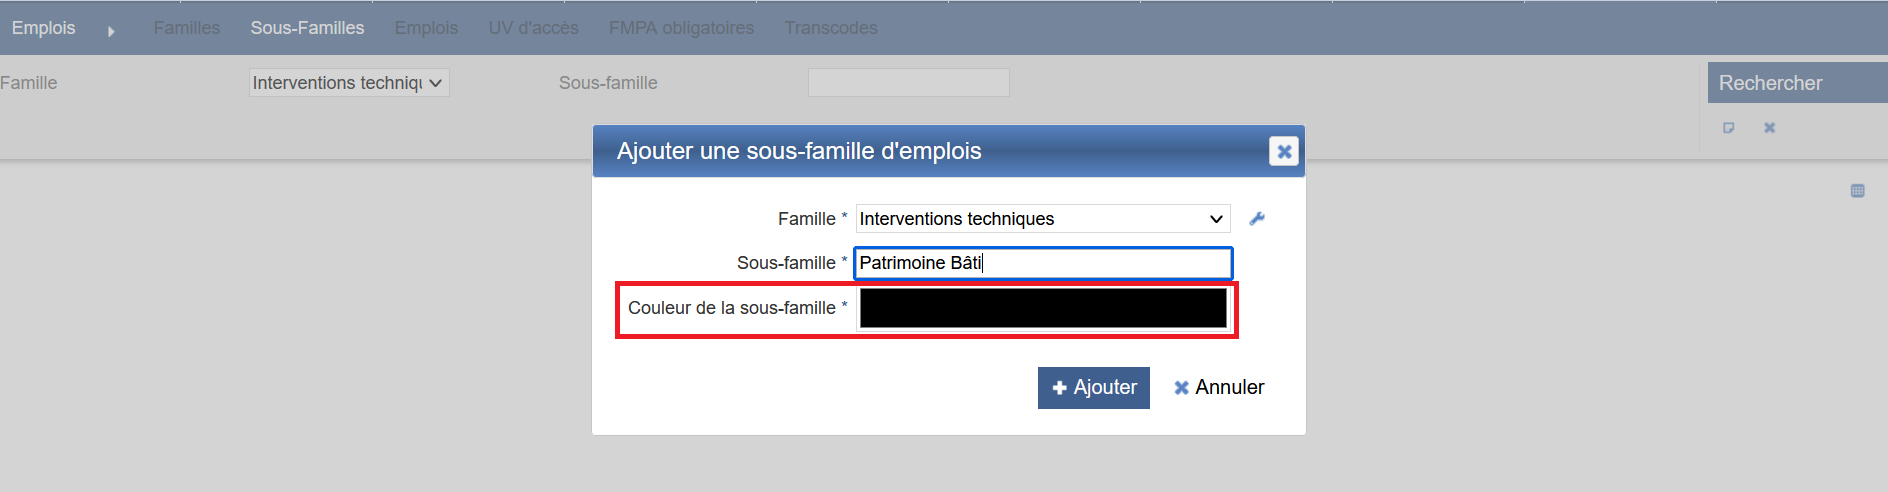 Emplois Familles Sous-Familles Emplois UV d'accès FMPA obligatoires Transcodes
Famille Interventions techniqu Sous-famille Rechercher
Ajouter une sous-famille d'emplois
Famille * Interventions techniques
Sous-famille * Patrimoine Bâti
Couleur de la sous-famille *
Ajouter Annuler